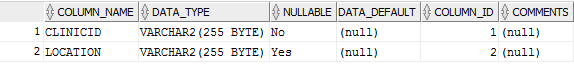 COLUMN_NAME DATA_TYPE NULLABLE DATA_DEFAULT COLUMN_ID COMMENTS
1 CLINICID VARCHAR2(255 BYTE) No (null) 1 (null)
2 LOCATION VARCHAR2(255 BYTE) Yes (null) 2 (null)